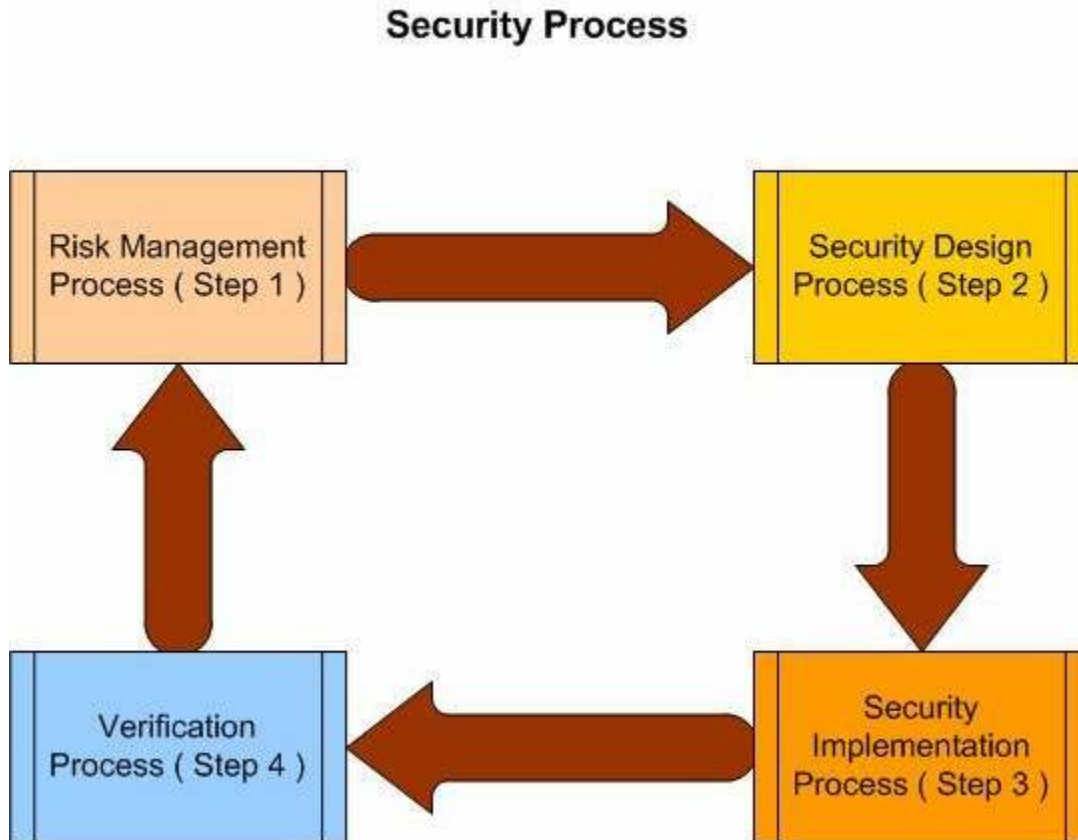 Security Process
Risk Management
Process ( Step 1 )
Security Design
Process ( Step 2 )
Verification
Process ( Step 4 )
Security
Implementation
Process ( Step 3 )